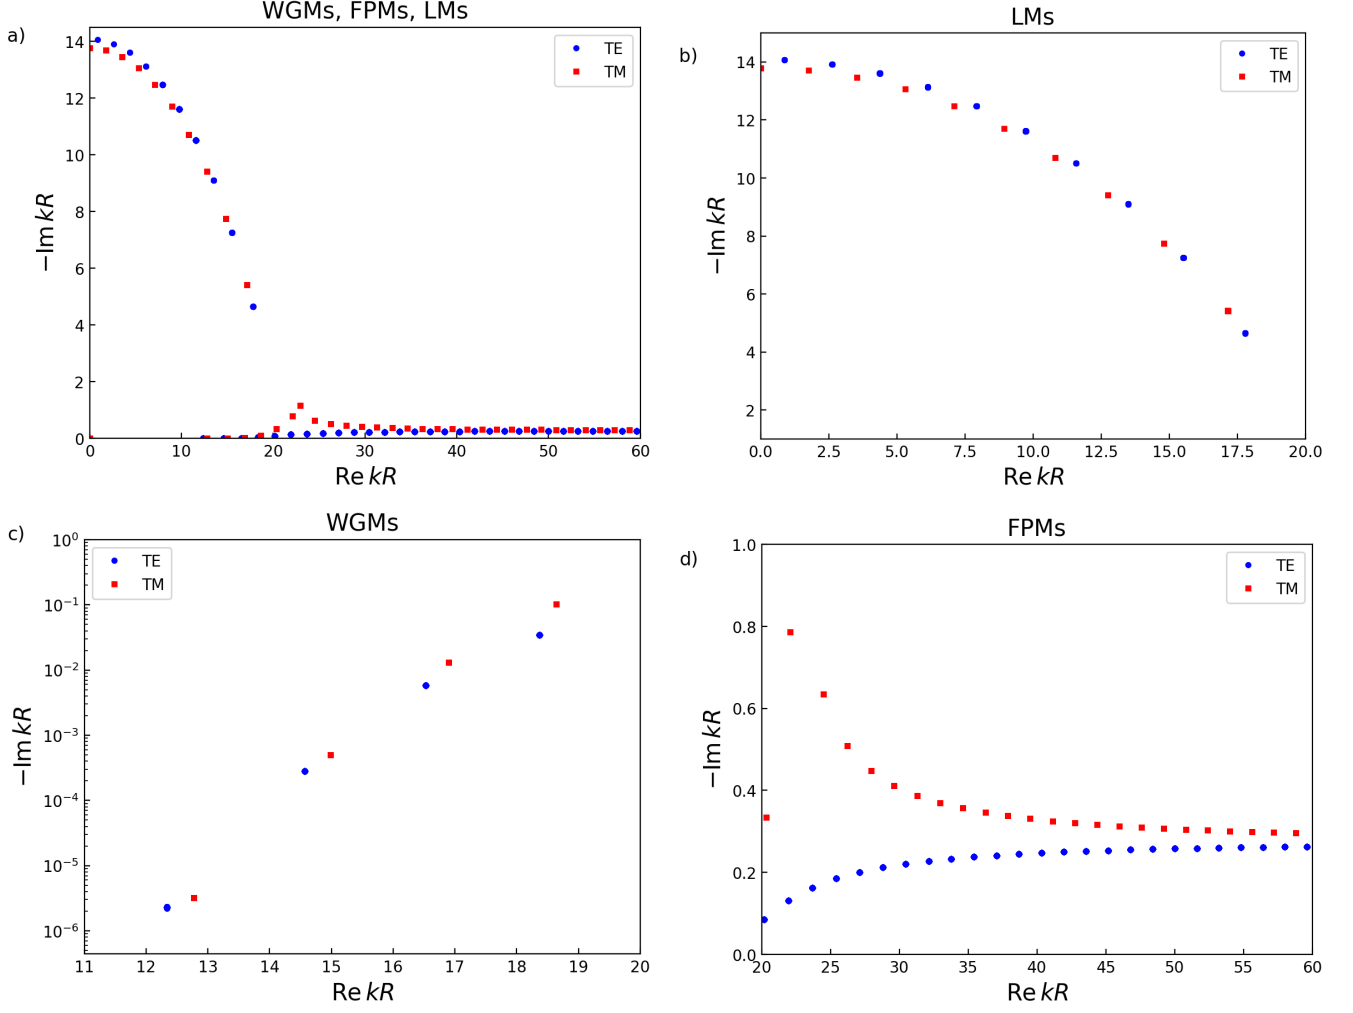 a)
WGMs, FPMs, LMs
TE
TM
14
12
10
8
6
4
2
0
−Im kR
0 10 20 30 40 50 60
Re kR
b)
LMs
TE
TM
14
12
10
8
6
4
2
−Im kR
0.0 2.5 5.0 7.5 10.0 12.5 15.0 17.5 20.0
Re kR
c)
WGMs
TE
TM
10⁰
10⁻¹
10⁻²
10⁻³
10⁻⁴
10⁻⁵
10⁻⁶
−Im kR
11 12 13 14 15 16 17 18 19 20
Re kR
d)
FPMs
TE
TM
1.0
0.8
0.6
0.4
0.2
0.0
−Im kR
20 25 30 35 40 45 50 55 60
Re kR